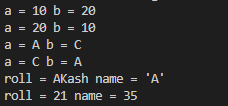 a = 10 b = 20
a = 20 b = 10
a = A b = C
a = C b = A
roll = AKash name = 'A'
roll = 21 name = 35